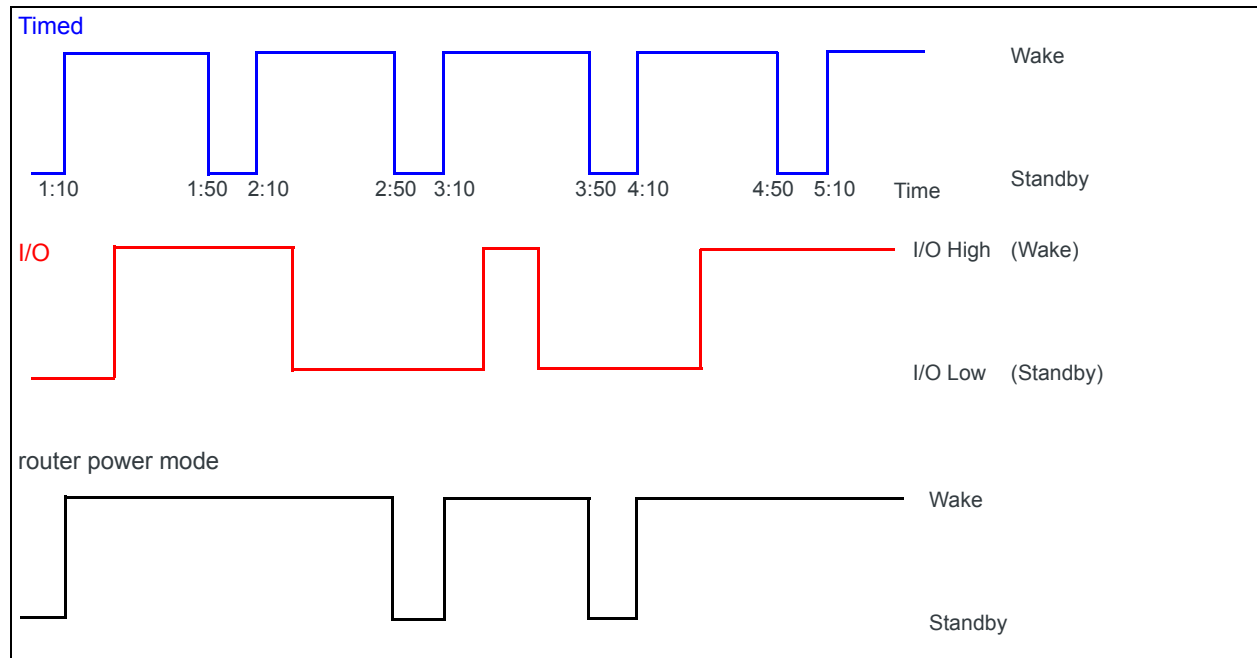 Timed
Wake
1:10 1:50 2:10 2:50 3:10 3:50 4:10 4:50 5:10 Time Standby
I/O I/O High (Wake)
I/O Low (Standby)
router power mode
Wake
Standby